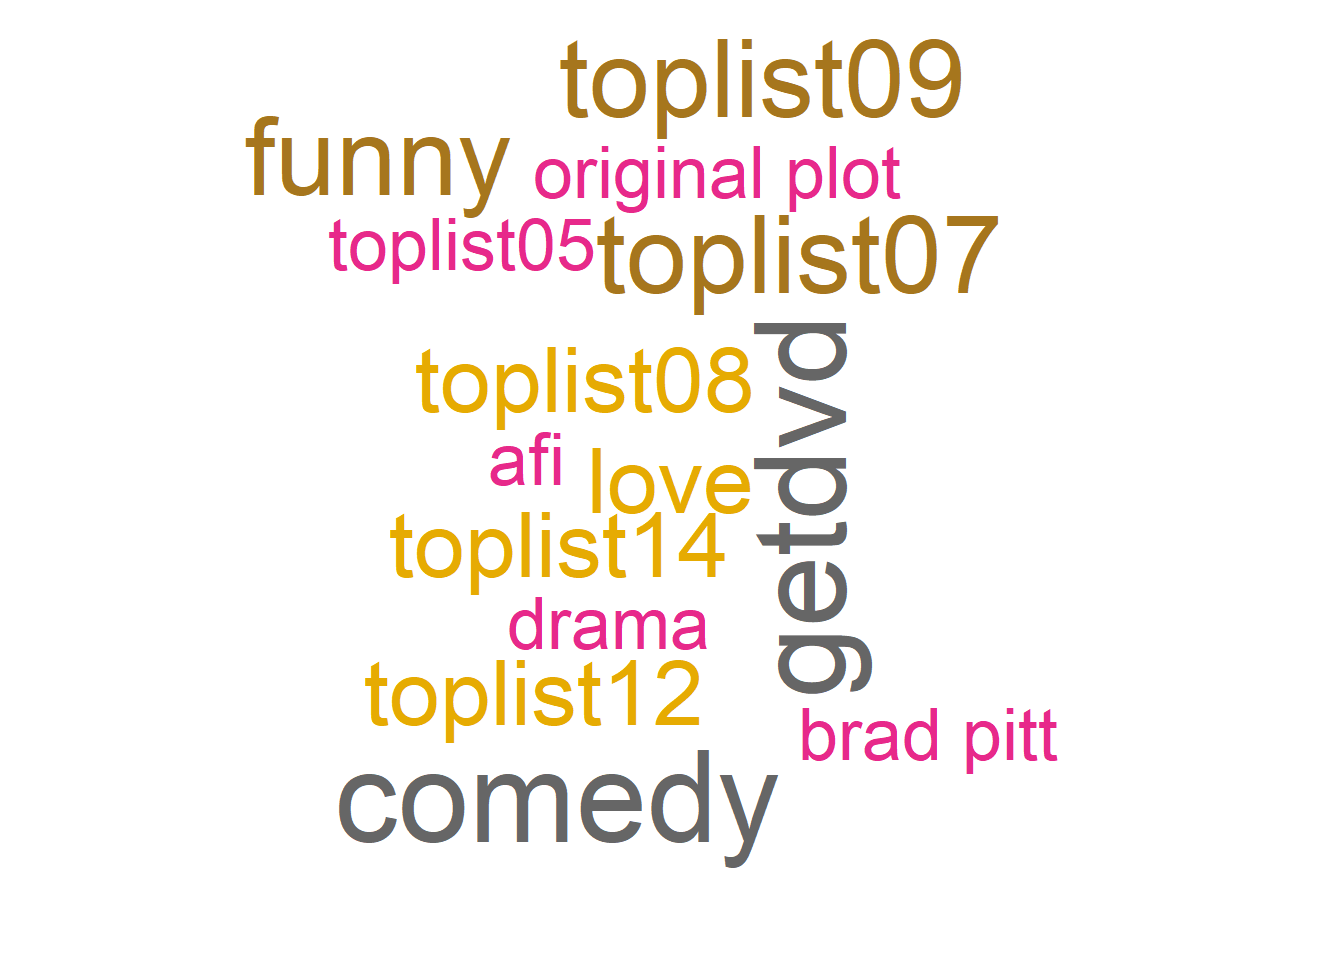 toplist09
funny
original plot
toplist05
toplist07
toplist08
getdvd
afi
love
toplist14
drama
toplist12
brad pitt
comedy